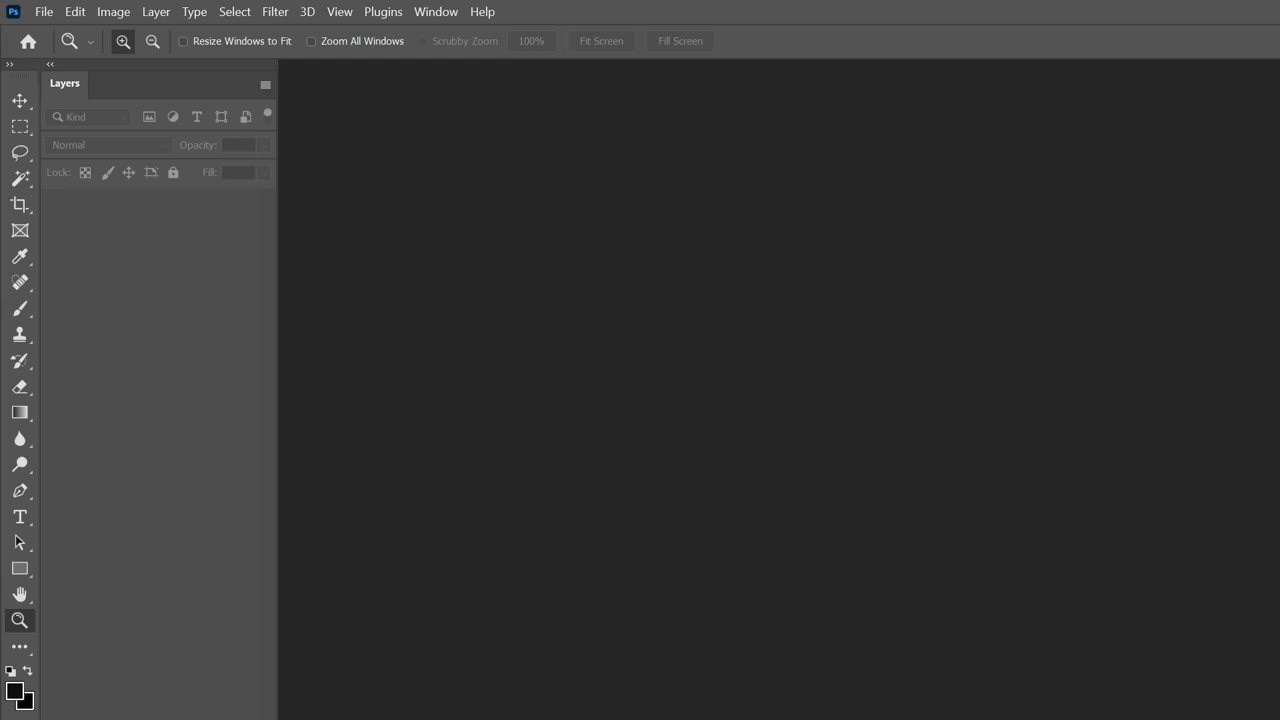 Ps File Edit Image Layer Type Select Filter 3D View Plugins Window Help
Resize Windows to Fit Zoom All Windows Scrubby Zoom 100% Fit Screen Fill Screen
Layers
Kind
Normal Opacity:
Lock: Fill: